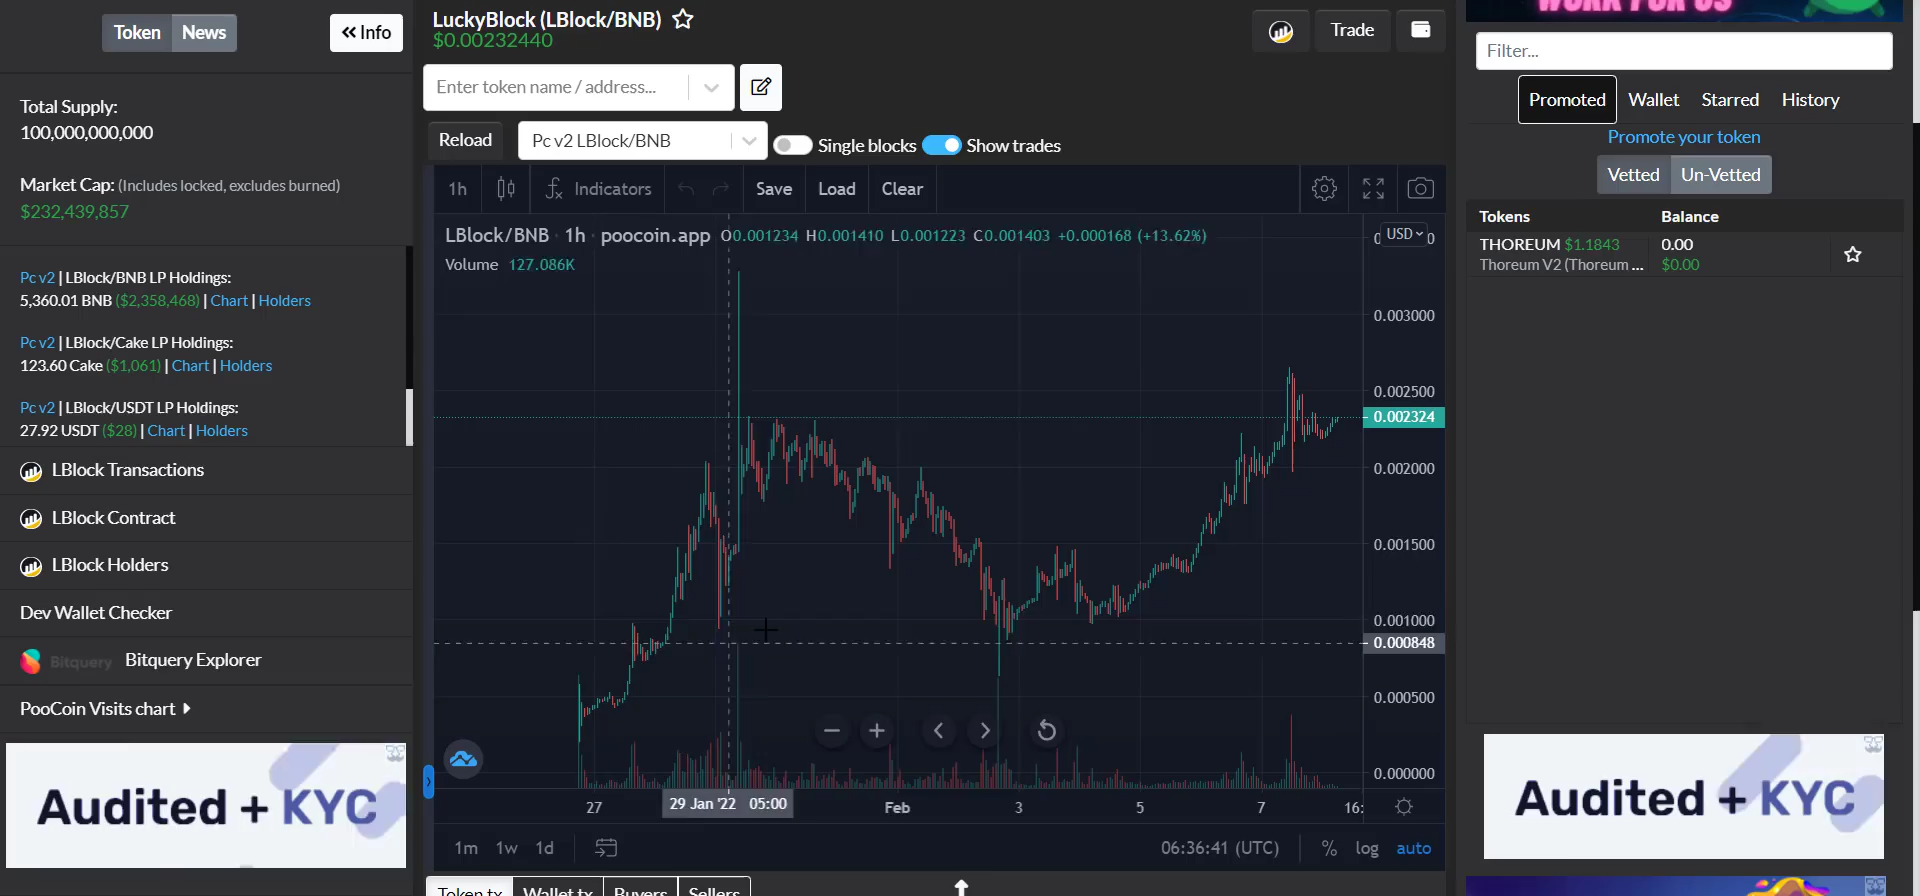 Token News
Info
Total Supply:
100,000,000,000
Market Cap: (Includes locked, excludes burned)
$232,439,857
Pc v2 | LBlock/BNB LP Holdings:
5,360.01 BNB ($2,358,468) | Chart | Holders
Pc v2 | LBlock/Cake LP Holdings:
123.60 Cake ($1,061) | Chart | Holders
Pc v2 | LBlock/USDT LP Holdings:
27.92 USDT ($28) | Chart | Holders
LBlock Transactions
LBlock Contract
LBlock Holders
Dev Wallet Checker
Bitquery Bitquery Explorer
PooCoin Visits chart
Audited + KYC
LuckyBlock (LBlock/BNB)
$0.00232440
Trade
Enter token name / address...
Reload Pc v2 LBlock/BNB Single blocks Show trades
1h Indicators Save Load Clear
LBlock/BNB · 1h · poocoin.app O0.001234 H0.001410 L0.001223 C0.001403 +0.000168 (+13.62%)
USD
Volume 127.086K
0.003000
0.002500
0.002324
0.002000
0.001500
0.001000
0.000848
0.000500
0.000000
27 29 Jan '22 05:00 Feb 3 5 7 16:
1m 1w 1d 06:36:41 (UTC) % log auto
Token tx Wallet tx Buyers Sellers
WORK FOR US
Filter...
Promoted Wallet Starred History
Promote your token
Vetted Un-Vetted
Tokens Balance
THOREUM $1.1843 0.00
Thoreum V2 (Thoreum ... $0.00
Audited + KYC